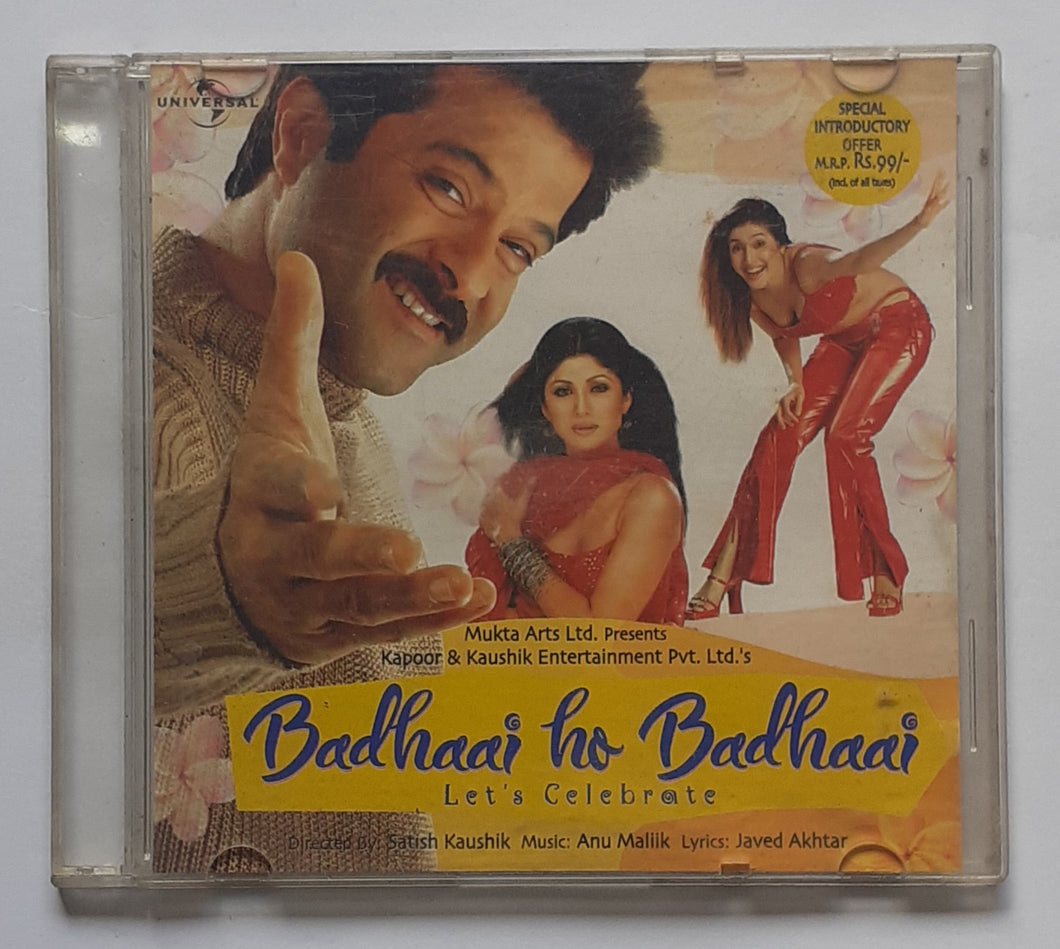 UNIVERSAL
SPECIAL
INTRODUCTORY
OFFER
M.R.P. Rs.99/-
(Incl. of all taxes)
Mukta Arts Ltd. Presents
Kapoor & Kaushik Entertainment Pvt. Ltd.'s
Badhaai ho Badhaai
Let's Celebrate
Directed By: Satish Kaushik Music: Anu Maliik Lyrics: Javed Akhtar